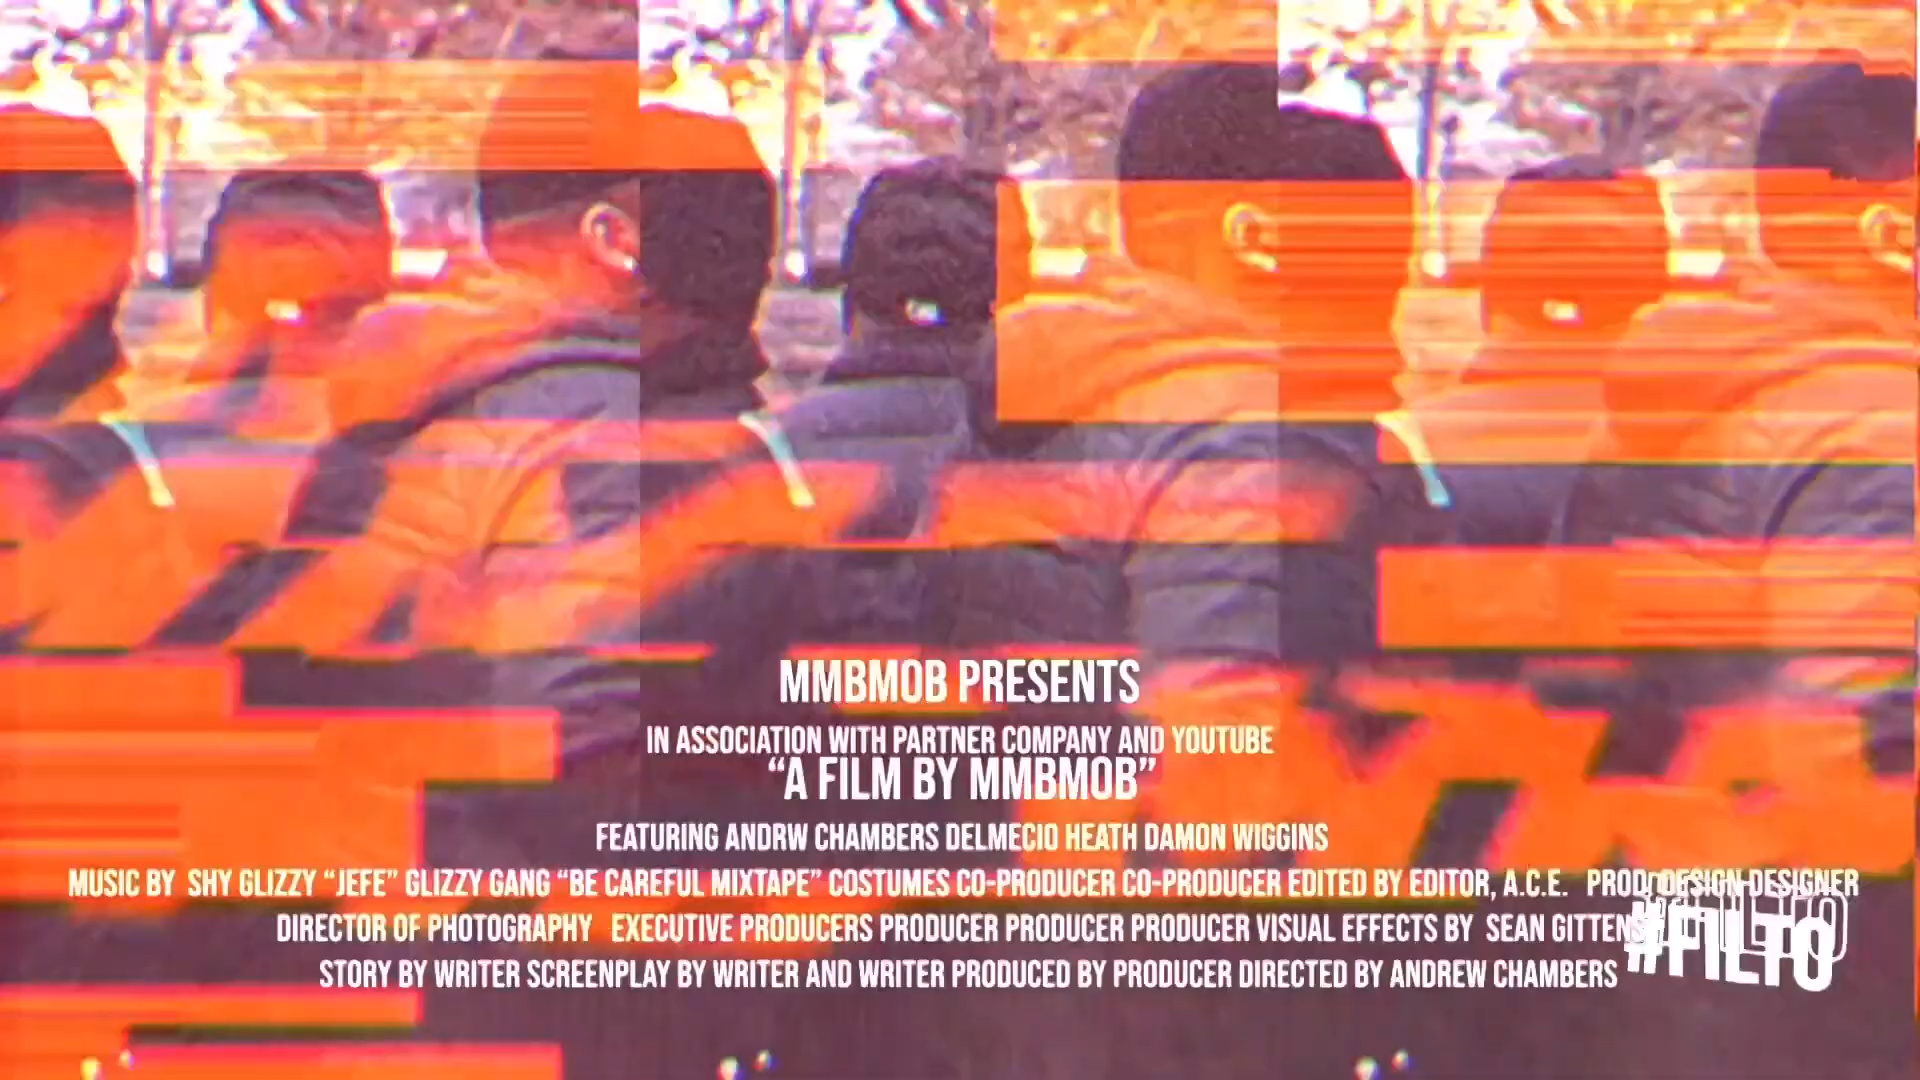 MMBMOB PRESENTS
IN ASSOCIATION WITH PARTNER COMPANY AND YOUTUBE
“A FILM BY MMBMOB”
FEATURING ANDRW CHAMBERS DELMECIO HEATH DAMON WIGGINS
MUSIC BY SHY GLIZZY “JEFE” GLIZZY GANG “BE CAREFUL MIXTAPE” COSTUMES CO-PRODUCER CO-PRODUCER EDITED BY EDITOR, A.C.E. PROD. DESIGN DESIGNER
DIRECTOR OF PHOTOGRAPHY EXECUTIVE PRODUCERS PRODUCER PRODUCER PRODUCER VISUAL EFFECTS BY SEAN GITTENS
STORY BY WRITER SCREENPLAY BY WRITER AND WRITER PRODUCED BY PRODUCER DIRECTED BY ANDREW CHAMBERS
#FILTO